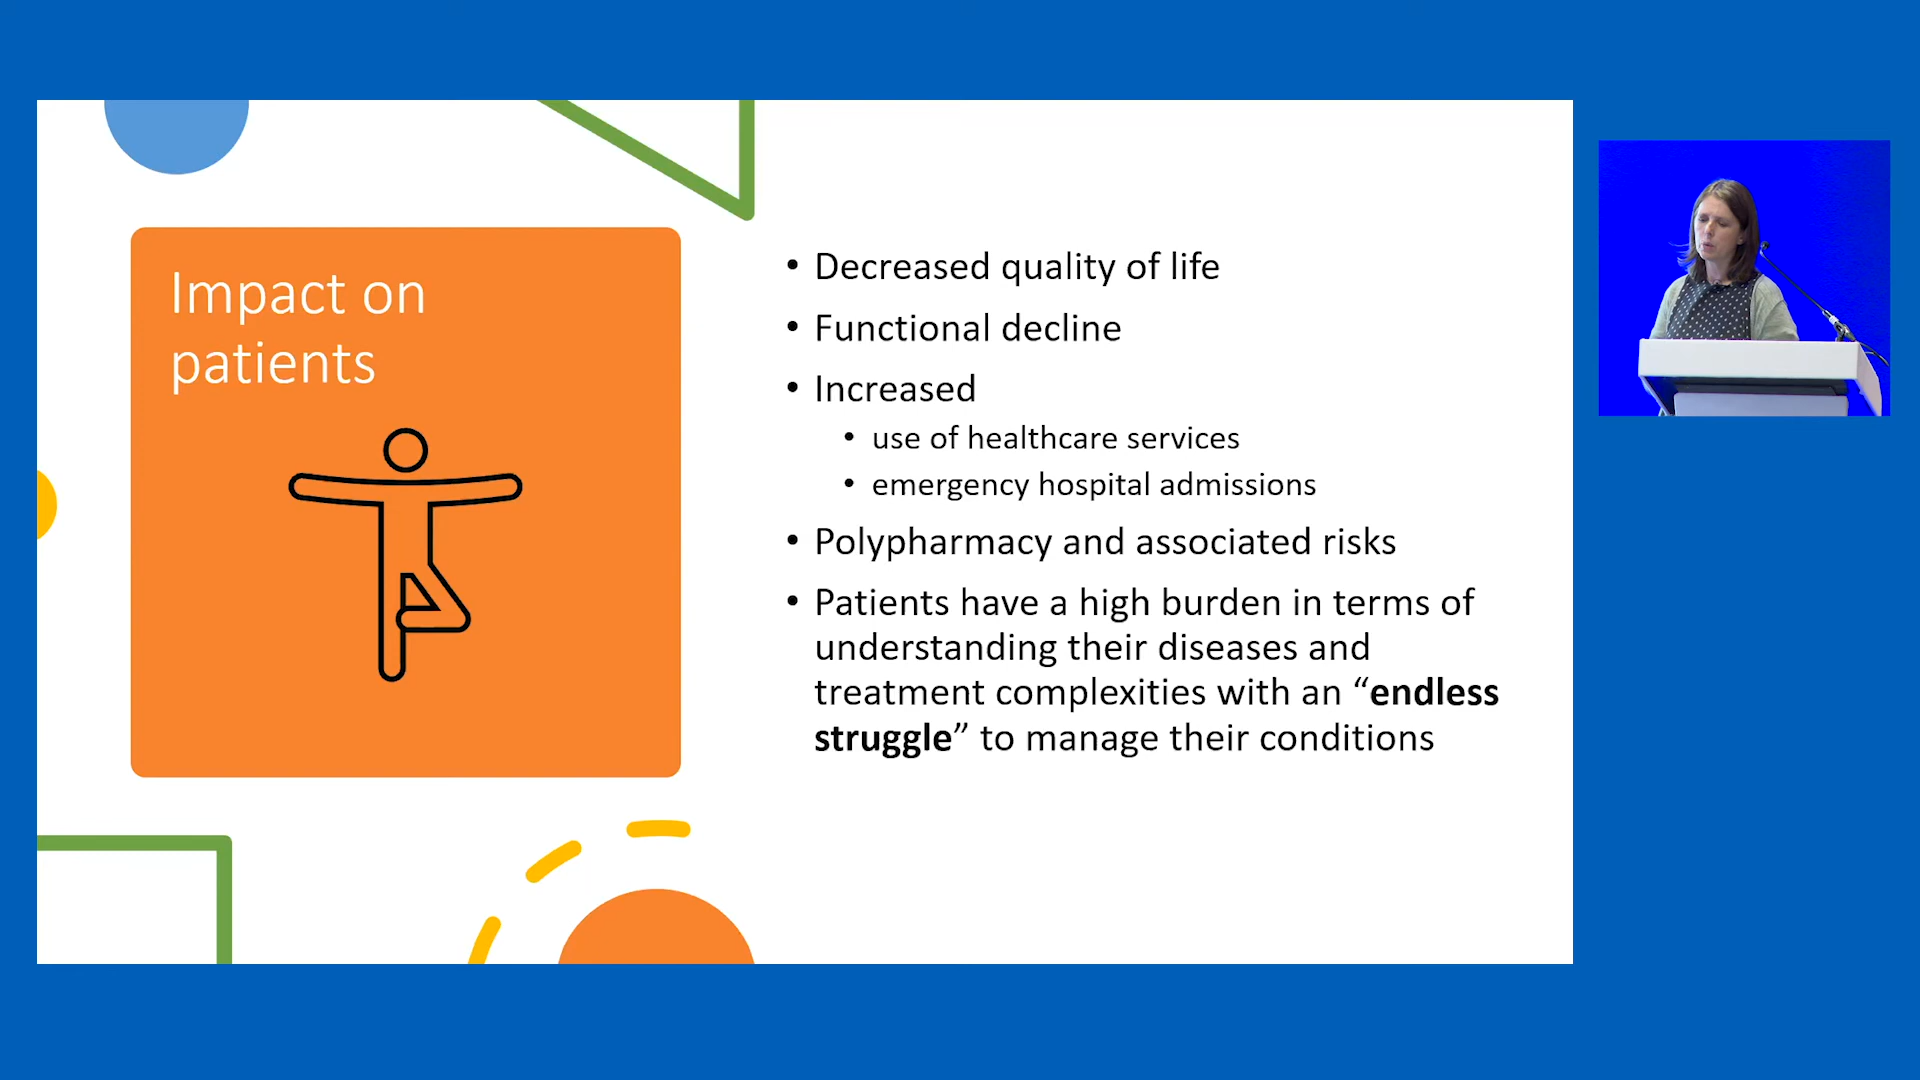 Impact on
patients
• Decreased quality of life
• Functional decline
• Increased
• use of healthcare services
• emergency hospital admissions
• Polypharmacy and associated risks
• Patients have a high burden in terms of
understanding their diseases and
treatment complexities with an “endless
struggle” to manage their conditions